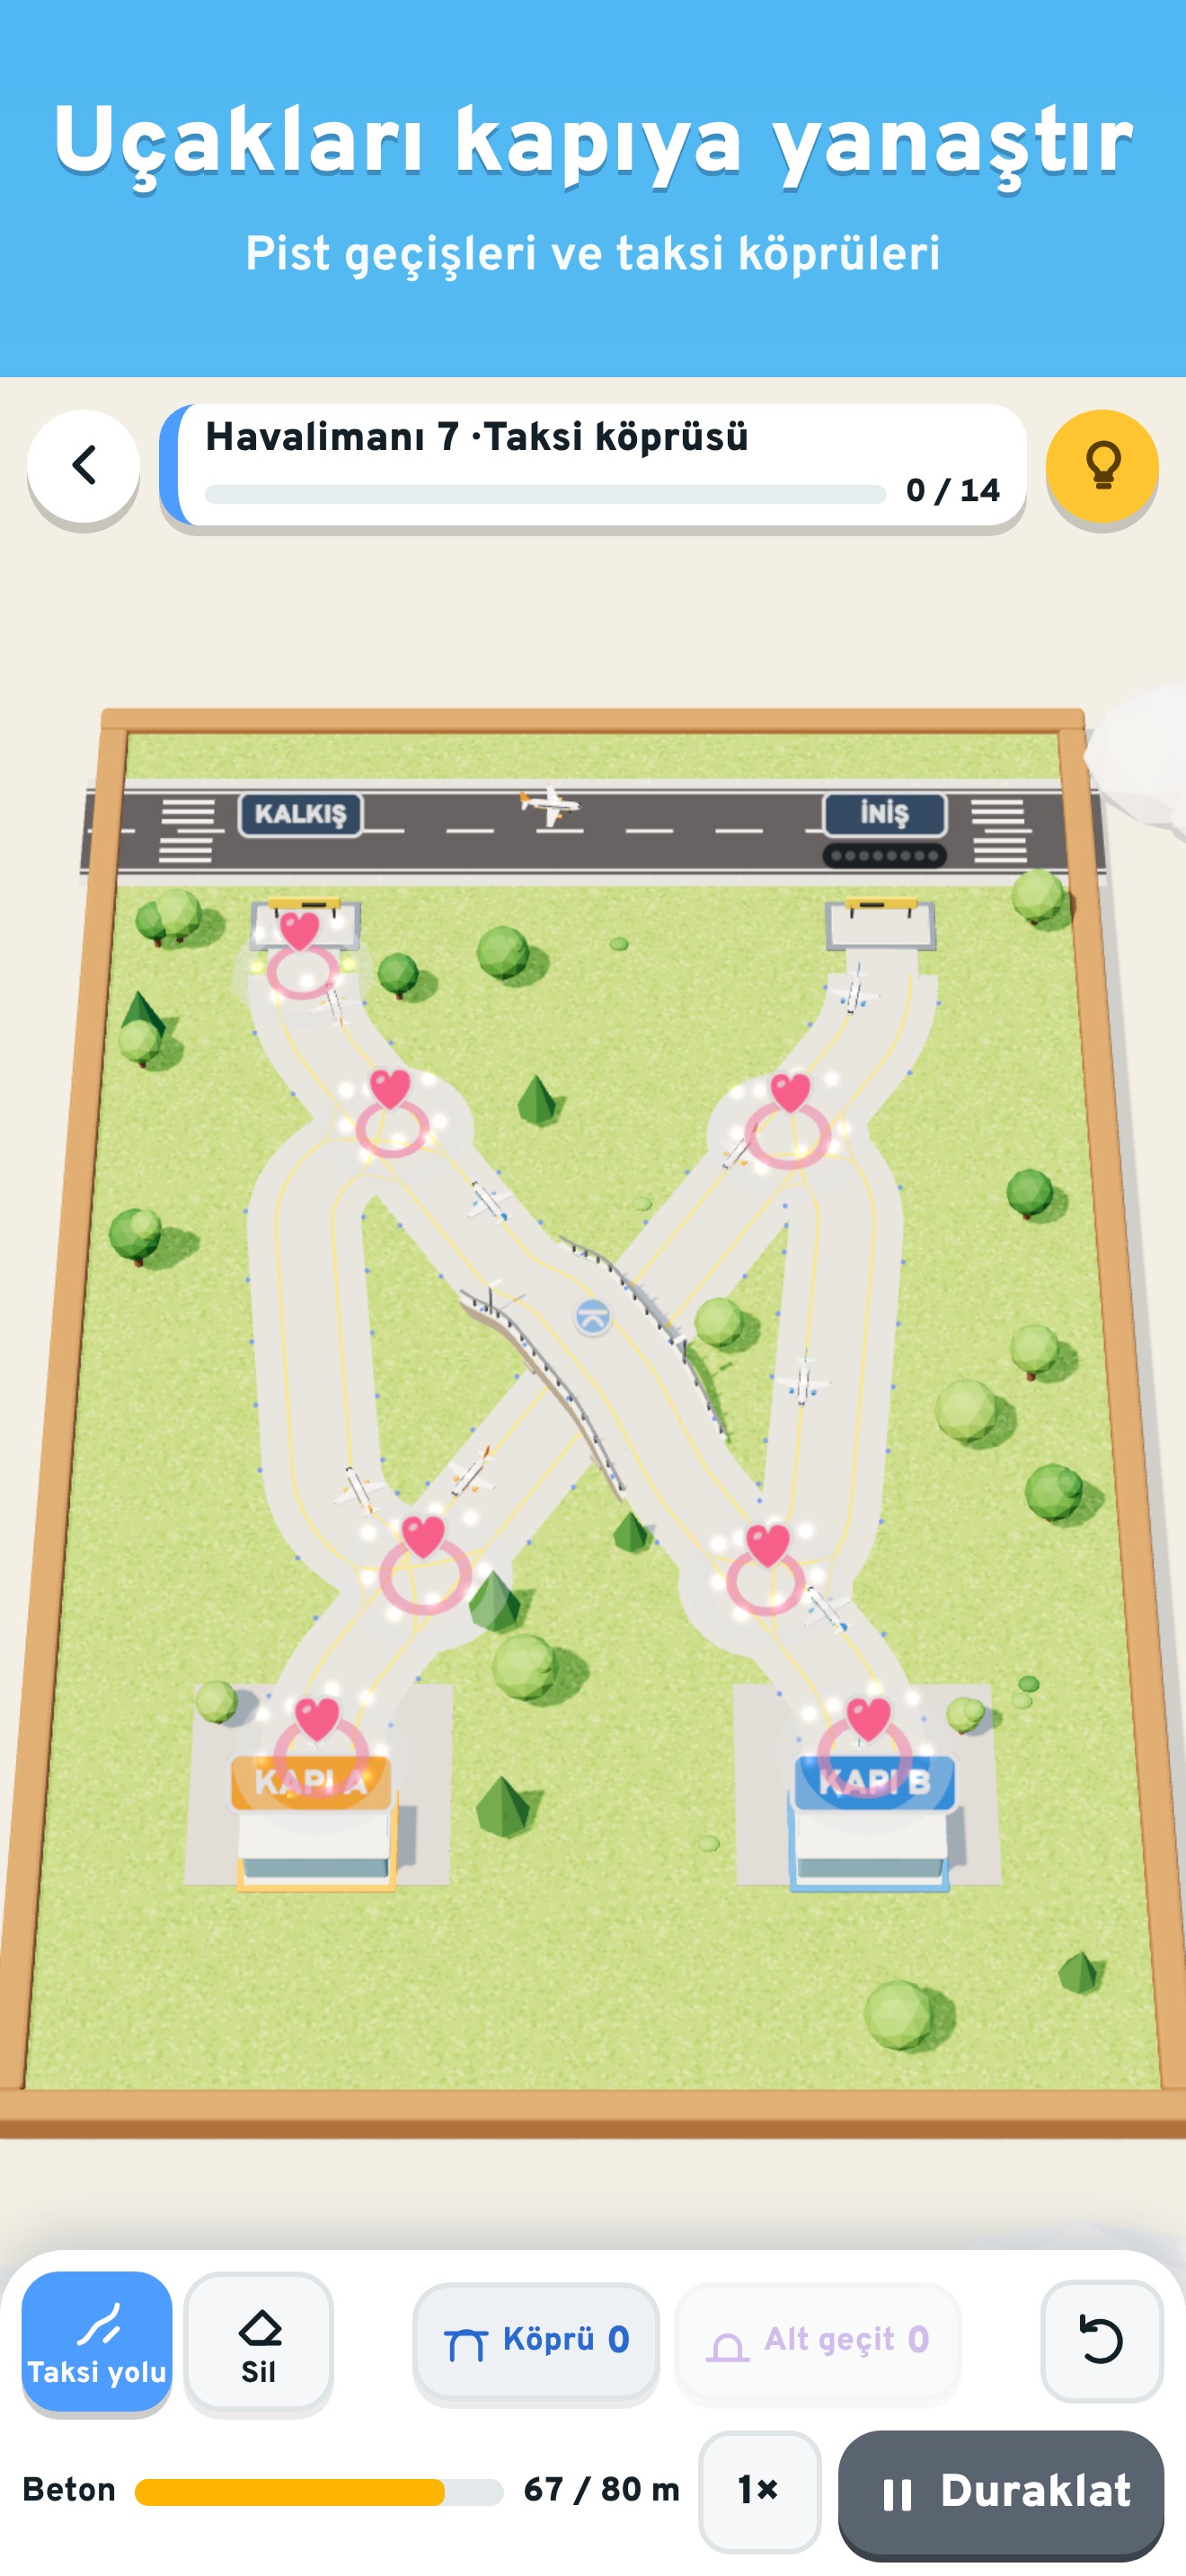 Uçakları kapıya yanaştır
Pist geçişleri ve taksi köprüleri
Havalimanı 7 · Taksi köprüsü
0 / 14
KALKIŞ
İNİŞ
KAPI A
KAPI B
Taksi yolu
Sil
Köprü 0
Alt geçit 0
Beton
67 / 80 m
1×
Duraklat